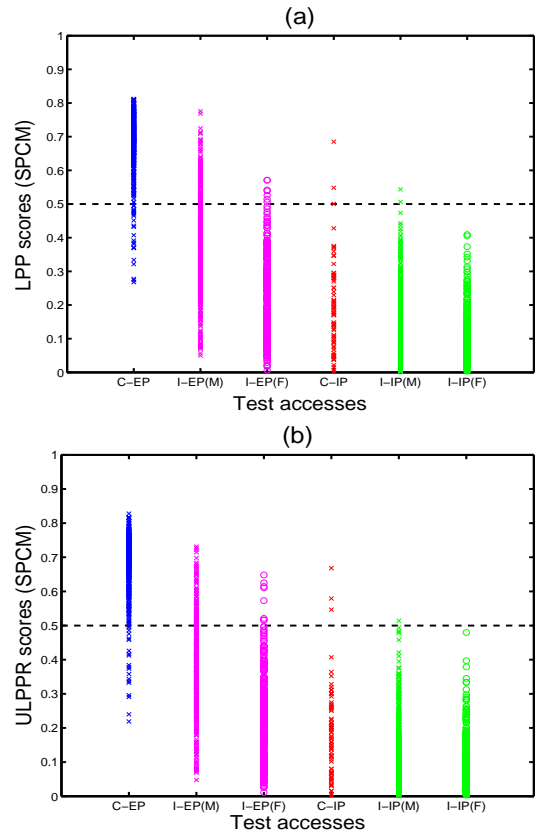 (a)
LPP scores (SPCM)
1
0.9
0.8
0.7
0.6
0.5
0.4
0.3
0.2
0.1
0
C−EP I−EP(M) I−EP(F) C−IP I−IP(M) I−IP(F)
Test accesses
(b)
ULPPR scores (SPCM)
1
0.9
0.8
0.7
0.6
0.5
0.4
0.3
0.2
0.1
0
C−EP I−EP(M) I−EP(F) C−IP I−IP(M) I−IP(F)
Test accesses